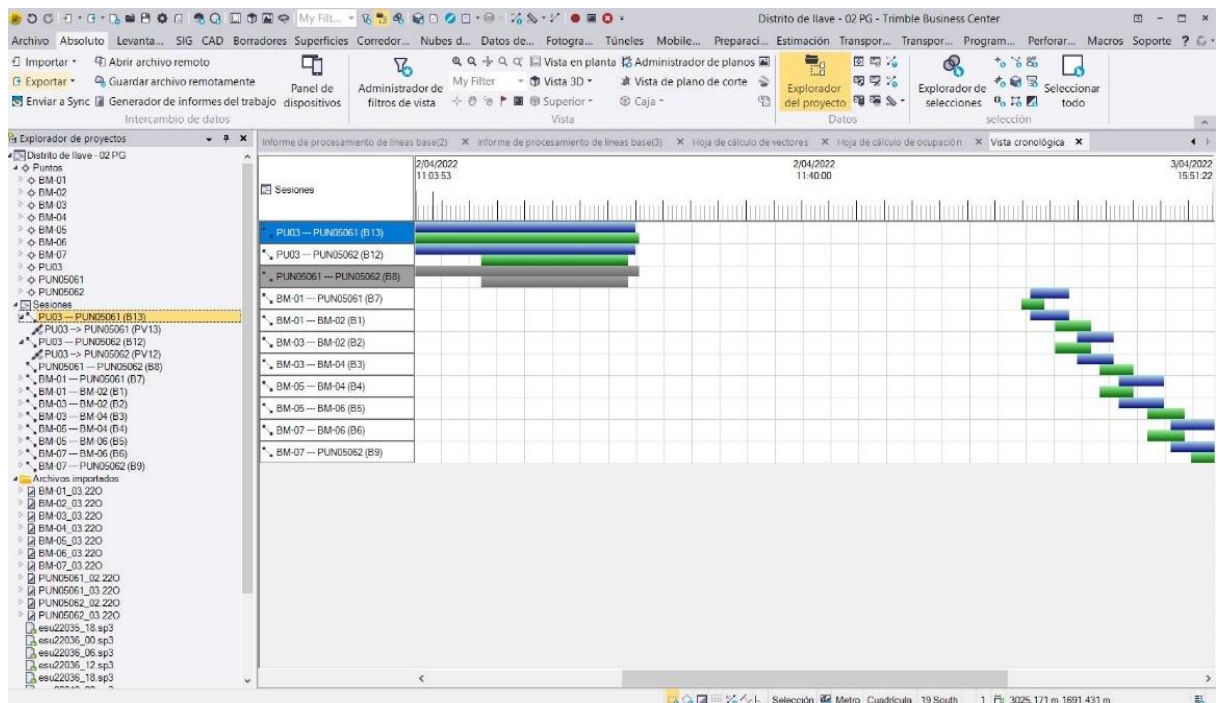 My Filt...
Distrito de Ilave - 02 PG - Trimble Business Center
Archivo Absoluto Levanta... SIG CAD Borradores Superficies Corredor... Nubes d... Datos de... Fotogra... Túneles Mobile... Preparaci... Estimación Transpor... Transpor... Program... Perforar... Macros Soporte
Importar
Exportar
Enviar a Sync
Abrir archivo remoto
Guardar archivo remotamente
Generador de informes del trabajo
Panel de
dispositivos
Intercambio de datos
Administrador de
filtros de vista
My Filter
Vista en planta
Vista 3D
Superior
Administrador de planos
Vista de plano de corte
Caja
Vista
Explorador
del proyecto
Datos
Explorador de
selecciones
Seleccionar
todo
selección
Explorador de proyectos
Distrito de Ilave - 02 PG
Puntos
BM-01
BM-02
BM-03
BM-04
BM-05
BM-06
BM-07
PU03
PUN05061
PUN05062
Sesiones
PU03 --- PUN05061 (B13)
PU03 --> PUN05061 (PV13)
PU03 --- PUN05062 (B12)
PU03 --> PUN05062 (PV12)
PUN05061 --- PUN05062 (B8)
BM-01 --- PUN05061 (B7)
BM-01 --- BM-02 (B1)
BM-03 --- BM-02 (B2)
BM-03 --- BM-04 (B3)
BM-05 --- BM-04 (B4)
BM-05 --- BM-06 (B5)
BM-07 --- BM-06 (B6)
BM-07 --- PUN05062 (B9)
Archivos importados
BM-01_03.22O
BM-02_03.22O
BM-03_03.22O
BM-04_03.22O
BM-05_03.22O
BM-06_03.22O
BM-07_03.22O
PUN05061_02.22O
PUN05061_03.22O
PUN05062_02.22O
PUN05062_03.22O
esu22035_18.sp3
esu22036_00.sp3
esu22036_06.sp3
esu22036_12.sp3
esu22036_18.sp3
Informe de procesamiento de líneas base(2) Informe de procesamiento de líneas base(3) Hoja de cálculo de vectores Hoja de cálculo de ocupación Vista cronológica
2/04/2022 2/04/2022 3/04/2022
11:03:53 11:40:00 15:51:22
Sesiones
PU03 --- PUN05061 (B13)
PU03 --- PUN05062 (B12)
PUN05061 --- PUN05062 (B8)
BM-01 --- PUN05061 (B7)
BM-01 --- BM-02 (B1)
BM-03 --- BM-02 (B2)
BM-03 --- BM-04 (B3)
BM-05 --- BM-04 (B4)
BM-05 --- BM-06 (B5)
BM-07 --- BM-06 (B6)
BM-07 --- PUN05062 (B9)
Selección Metro Cuadrícula 19 South 1 3025.171 m, 1691.431 m